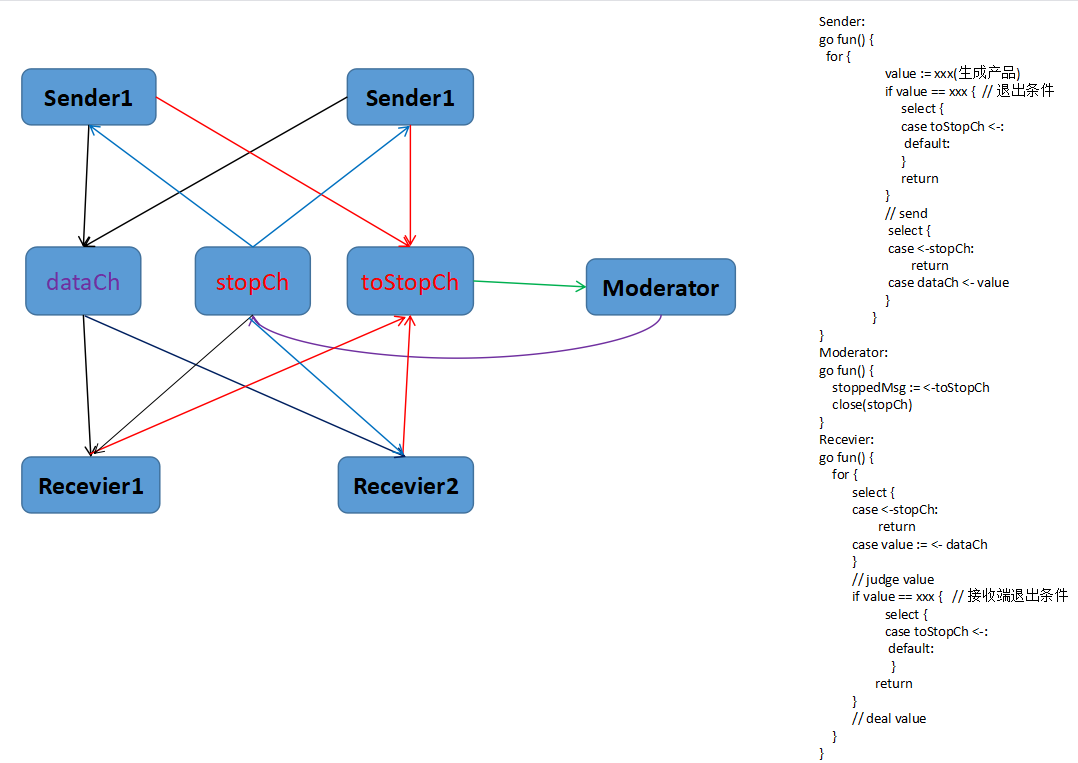 Sender1
Sender1
dataCh
stopCh
toStopCh
Moderator
Recevier1
Recevier2
Sender:
go fun() {
for {
value := xxx(生成产品)
if value == xxx { // 退出条件
select {
case toStopCh <-:
default:
}
return
}
// send
select {
case <-stopCh:
return
case dataCh <- value
}
}
}
Moderator:
go fun() {
stoppedMsg := <-toStopCh
close(stopCh)
}
Recevier:
go fun() {
for {
select {
case <-stopCh:
return
case value := <- dataCh
}
// judge value
if value == xxx { // 接收端退出条件
select {
case toStopCh <-:
default:
}
return
}
// deal value
}
}